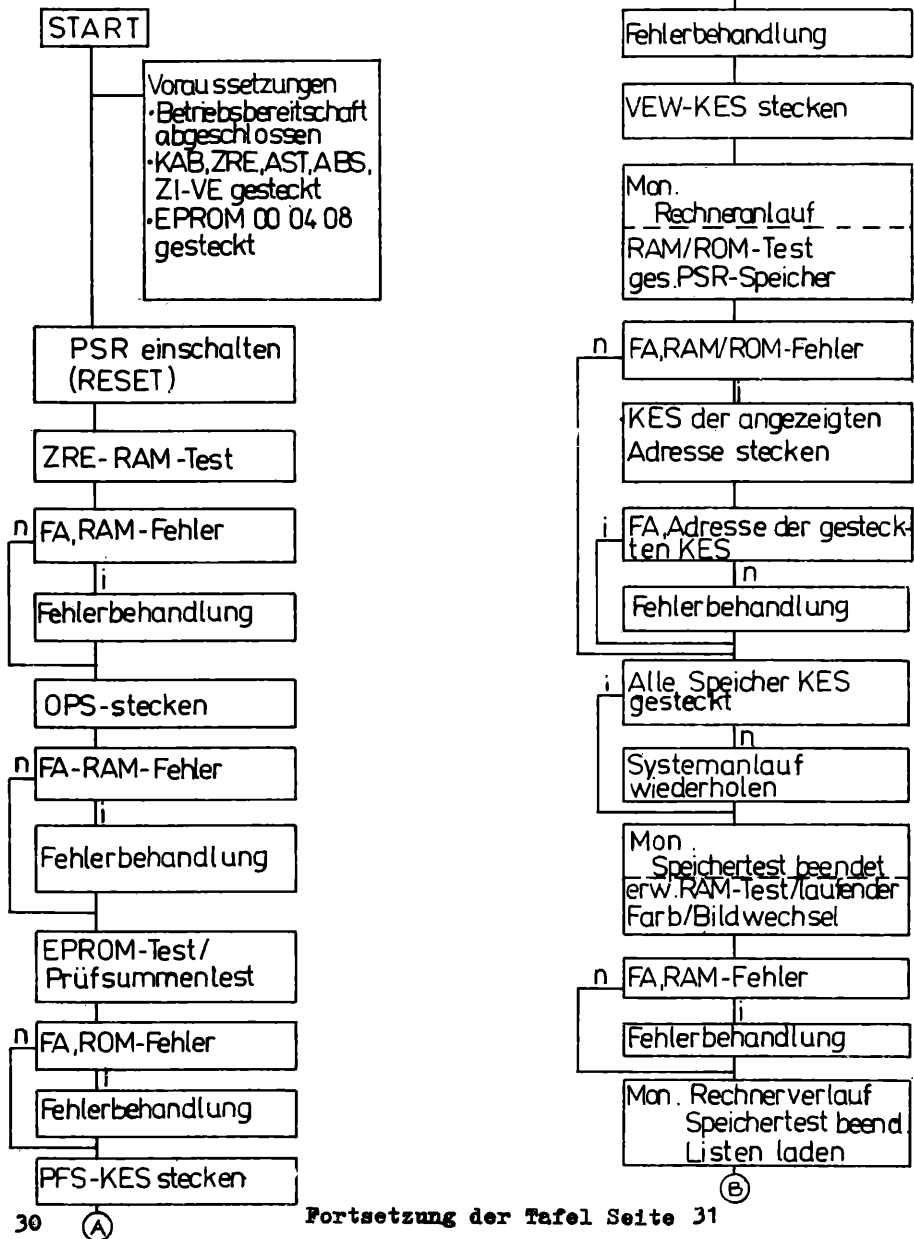 START
Voraussetzungen
·Betriebsbereitschaft
abgeschlossen
·KAB,ZRE,AST,ABS,
ZI-VE gesteckt
·EPROM 00 04 08
gesteckt
PSR einschalten
(RESET)
ZRE-RAM-Test
n FA,RAM-Fehler
i
Fehlerbehandlung
OPS-stecken
n FA-RAM-Fehler
i
Fehlerbehandlung
EPROM-Test/
Prüfsummentest
n FA,ROM-Fehler
i
Fehlerbehandlung
PFS-KES stecken
A
Fehlerbehandlung
VEW-KES stecken
Mon.
Rechneranlauf
RAM/ROM-Test
ges.PSR-Speicher
n FA,RAM/ROM-Fehler
i
KES der angezeigten
Adresse stecken
i FA,Adresse der gesteck-
ten KES
n
Fehlerbehandlung
i Alle Speicher KES
gesteckt
n
Systemanlauf
wiederholen
Mon.
Speichertest beendet
erw.RAM-Test/laufender
Farb/Bildwechsel
n FA,RAM-Fehler
i
Fehlerbehandlung
Mon. Rechnerverlauf
Speichertest beend.
Listen laden
B
30
Fortsetzung der Tafel Seite 31